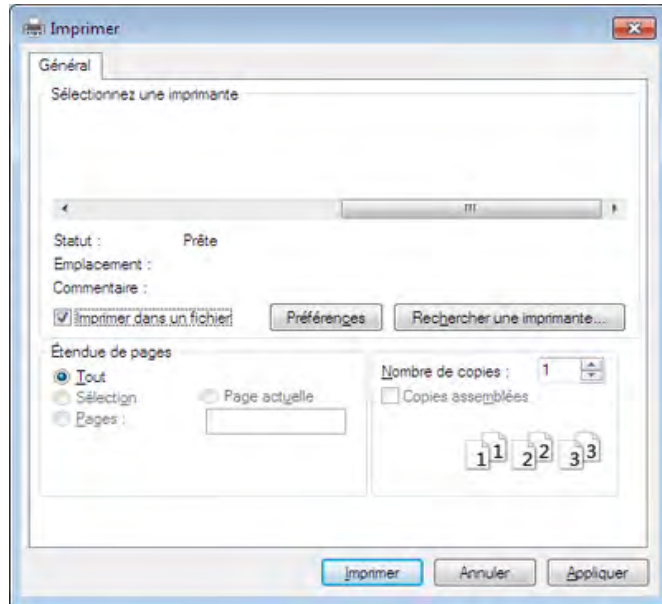 Imprimer
Général
Sélectionnez une imprimante
Statut : Prête
Emplacement :
Commentaire :
Imprimer dans un fichier Préférences Rechercher une imprimante...
Étendue de pages
Tout
Sélection Page actuelle
Pages :
Nombre de copies : 1
Copies assemblées
1 1 2 2 3 3
Imprimer Annuler Appliquer